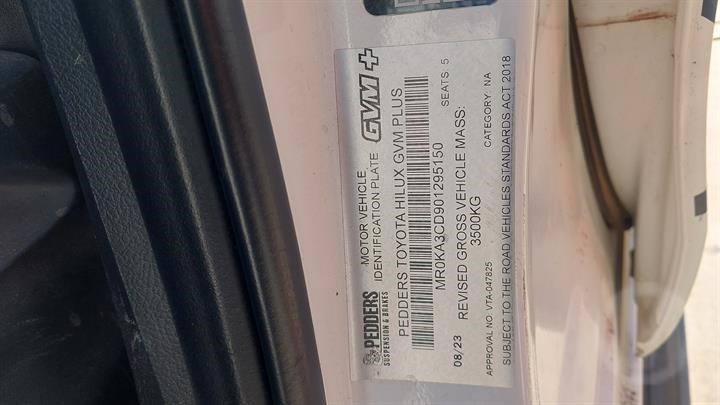 PEDDERS
SUSPENSION & BRAKES
MOTOR VEHICLE
IDENTIFICATION PLATE
GVM+
PEDDERS TOYOTA HILUX GVM PLUS
MR0KA3CD901295150
08/23
REVISED GROSS VEHICLE MASS:
3500KG
SEATS 5
APPROVAL NO VTA-047825
CATEGORY NA
SUBJECT TO THE ROAD VEHICLES STANDARDS ACT 2018